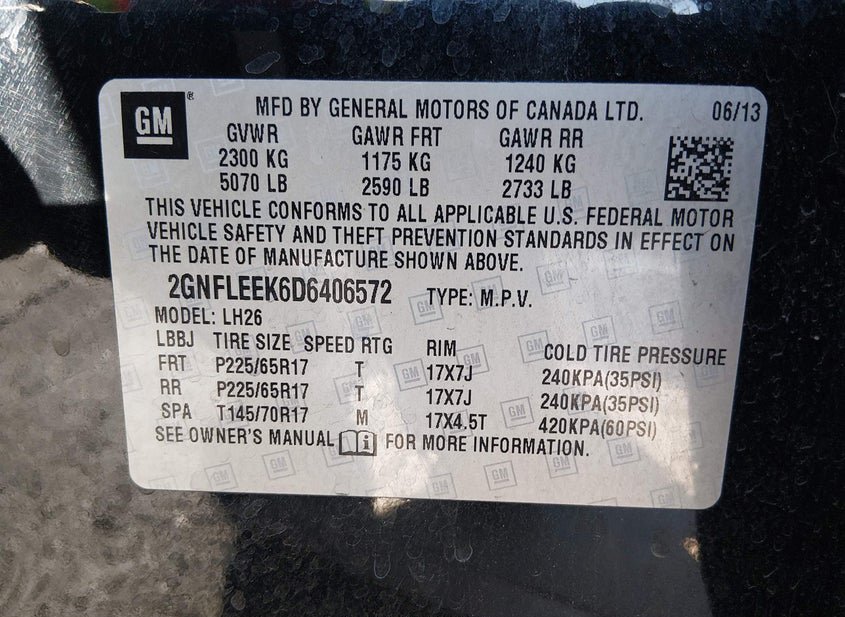 GM ® MFD BY GENERAL MOTORS OF CANADA LTD. 06/13
GVWR GAWR FRT GAWR RR
2300 KG 1175 KG 1240 KG
5070 LB 2590 LB 2733 LB
THIS VEHICLE CONFORMS TO ALL APPLICABLE U.S. FEDERAL MOTOR
VEHICLE SAFETY AND THEFT PREVENTION STANDARDS IN EFFECT ON
THE DATE OF MANUFACTURE SHOWN ABOVE.
2GNFLEEK6D6406572 TYPE: M.P.V.
MODEL: LH26
LBBJ TIRE SIZE SPEED RTG RIM COLD TIRE PRESSURE
FRT P225/65R17 T 17X7J 240KPA(35PSI)
RR P225/65R17 T 17X7J 240KPA(35PSI)
SPA T145/70R17 M 17X4.5T 420KPA(60PSI)
SEE OWNER'S MANUAL i FOR MORE INFORMATION.